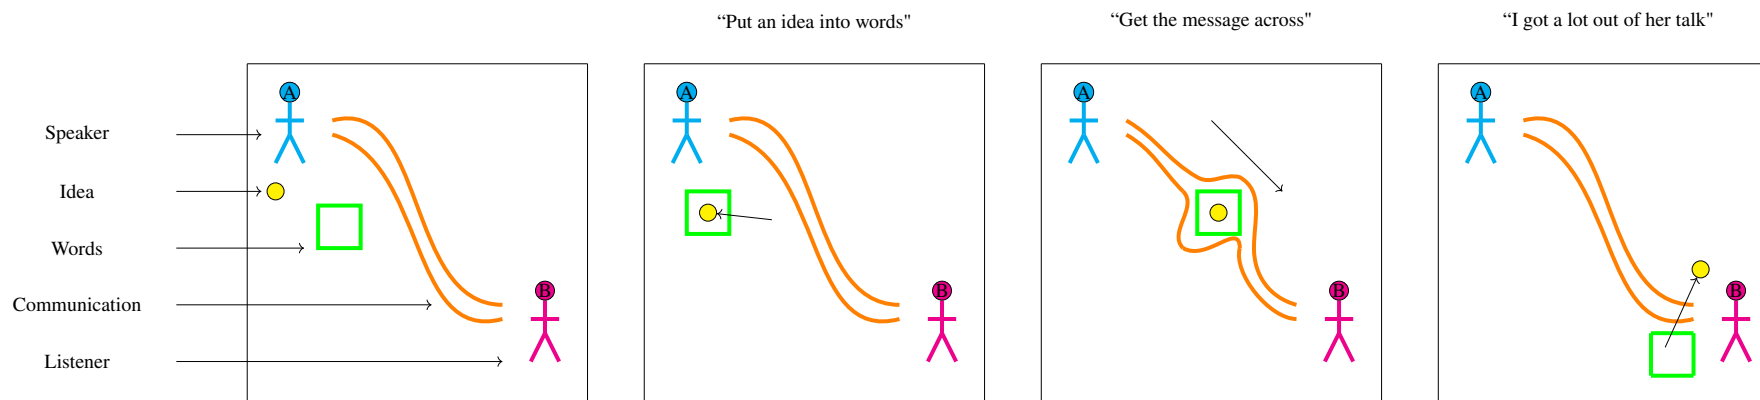 “Put an idea into words"
“Get the message across"
“I got a lot out of her talk"
A
A
A
A
Speaker
Idea
Words
B
B
B
B
Communication
Listener